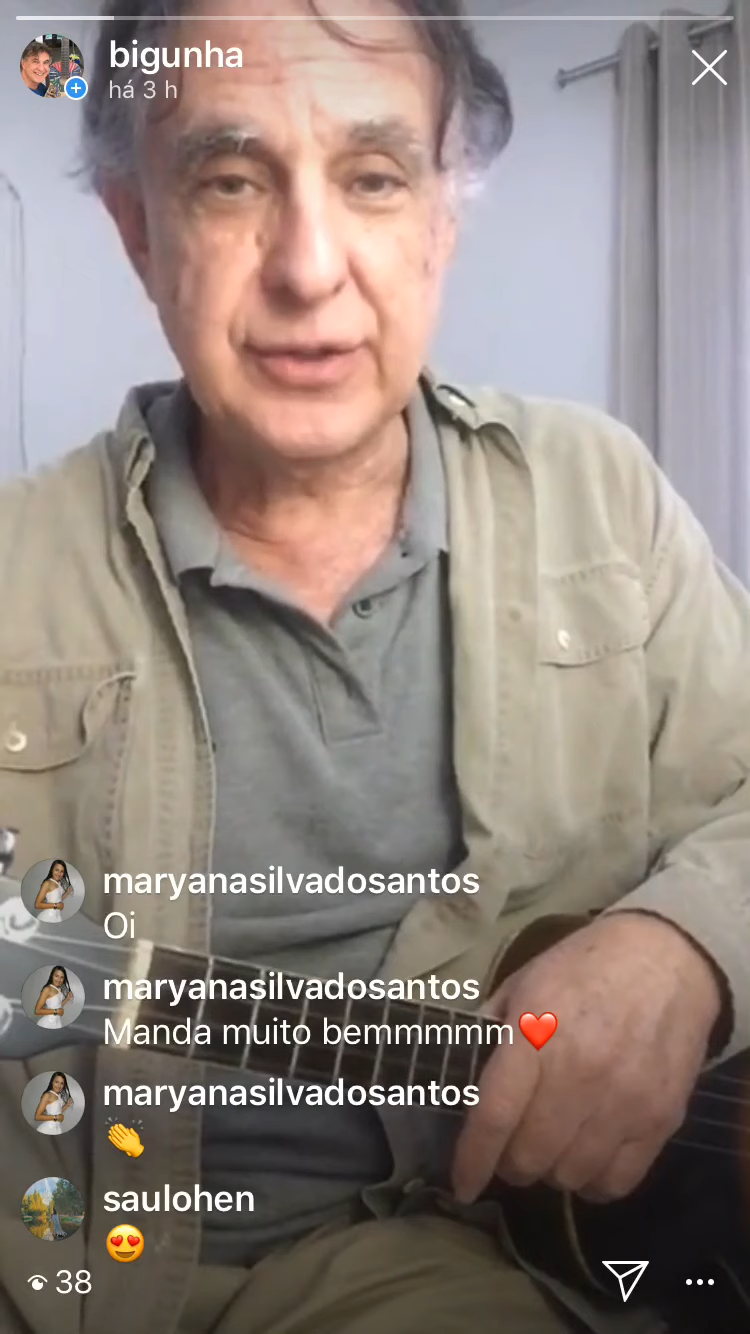 bigunha
há 3 h
maryanasilvadosantos
Oi
maryanasilvadosantos
Manda muito bemmmmm❤️
maryanasilvadosantos
👏
saulohen
😍
38